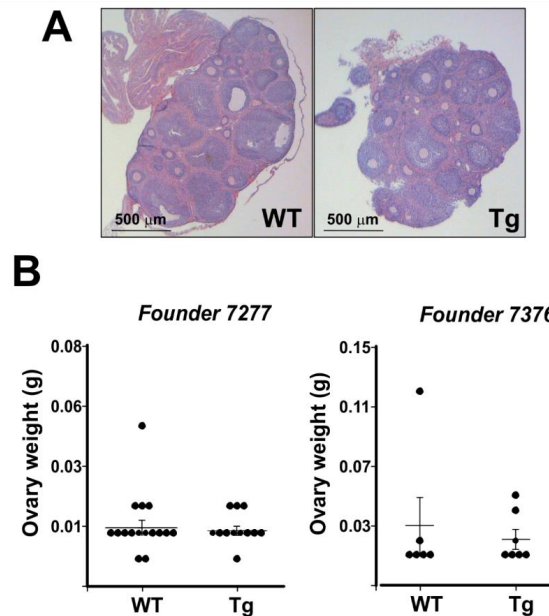 A
500 μm
WT
500 μm
Tg
B
Founder 7277
Founder 7376
Ovary weight (g)
0.08
0.06
0.03
0.01
WT
Tg
Ovary weight (g)
0.15
0.11
0.07
0.03
WT
Tg